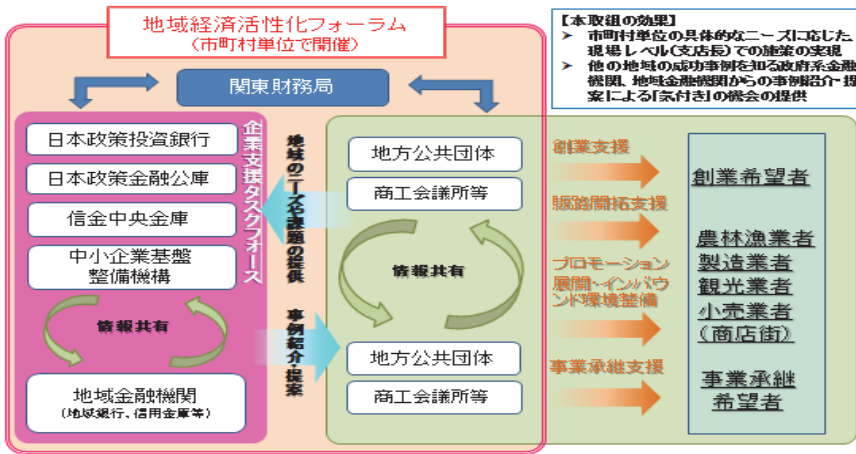 地域経済活性化フォーラム
(市町村単位で開催)
【本取組の効果】
➢ 市町村単位の具体的なニーズに応じた、
現場レベル(支店長)での施策の実現
➢ 他の地域の成功事例を知る政府系金融
機関、地域金融機関からの事例紹介・提
案による「気付き」の機会の提供
関東財務局
企業支援タスクフォース
日本政策投資銀行
日本政策金融公庫
信金中央金庫
中小企業基盤
整備機構
情報共有
地域金融機関
(地域銀行、信用金庫等)
地域のニーズや課題の提供
事例紹介・提案
地方公共団体
商工会議所等
情報共有
地方公共団体
商工会議所等
創業支援
販路開拓支援
プロモーション
展開・インバウ
ンド環境整備
事業承継支援
創業希望者
農林漁業者
製造業者
観光業者
小売業者
(商店街)
事業承継
希望者